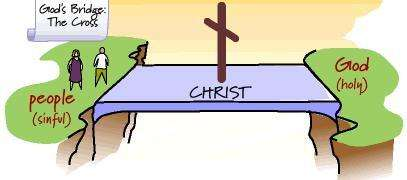 God's Bridge:
The Cross
people
(sinful)
CHRIST
God
(holy)